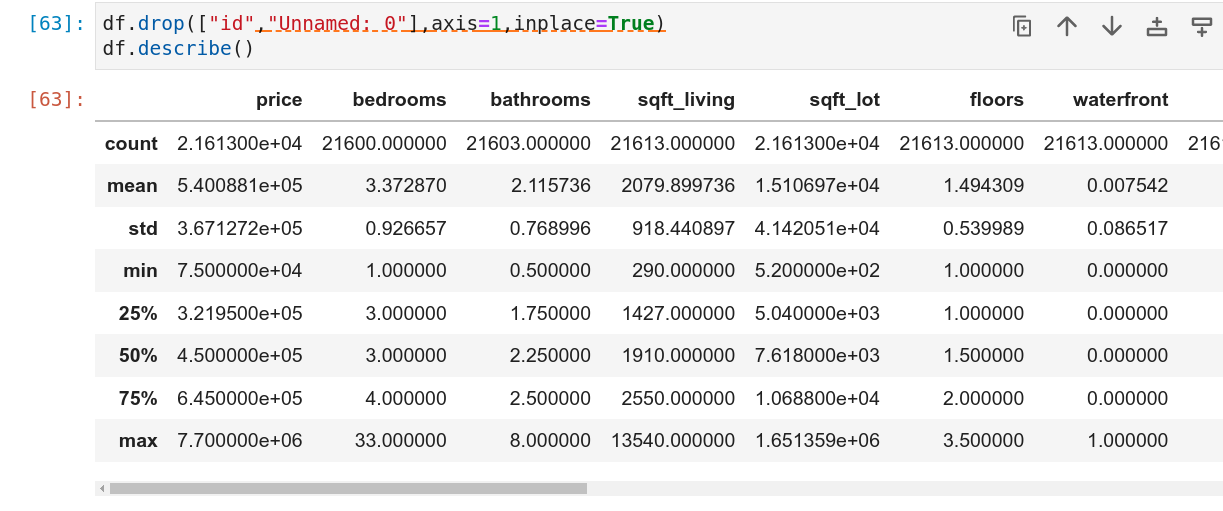 [63]: df.drop(["id","Unnamed: 0"],axis=1,inplace=True)
df.describe()
[63]: price bedrooms bathrooms sqft_living sqft_lot floors waterfront
count 2.161300e+04 21600.000000 21603.000000 21613.000000 2.161300e+04 21613.000000 21613.000000 216
mean 5.400881e+05 3.372870 2.115736 2079.899736 1.510697e+04 1.494309 0.007542
std 3.671272e+05 0.926657 0.768996 918.440897 4.142051e+04 0.539989 0.086517
min 7.500000e+04 1.000000 0.500000 290.000000 5.200000e+02 1.000000 0.000000
25% 3.219500e+05 3.000000 1.750000 1427.000000 5.040000e+03 1.000000 0.000000
50% 4.500000e+05 3.000000 2.250000 1910.000000 7.618000e+03 1.500000 0.000000
75% 6.450000e+05 4.000000 2.500000 2550.000000 1.068800e+04 2.000000 0.000000
max 7.700000e+06 33.000000 8.000000 13540.000000 1.651359e+06 3.500000 1.000000